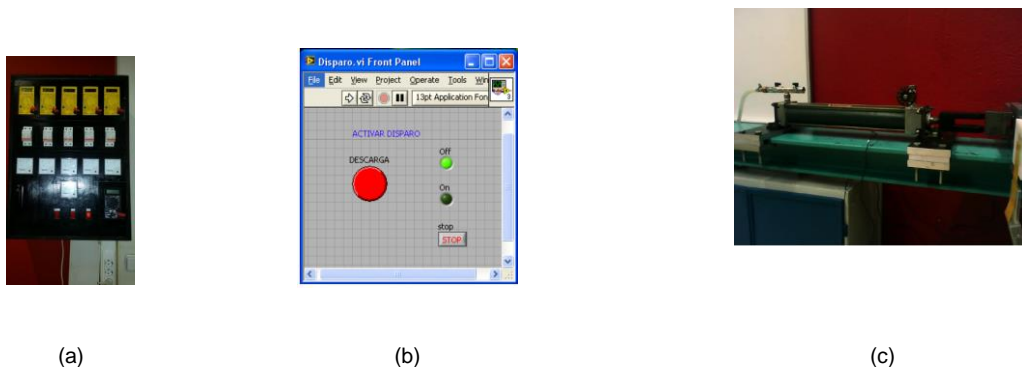 Disparo.vi Front Panel
File Edit View Project Operate Tools Win
13pt Application Fon
3
ACTIVAR DISPARO
DESCARGA
Off
On
stop
STOP
(a) (b) (c)